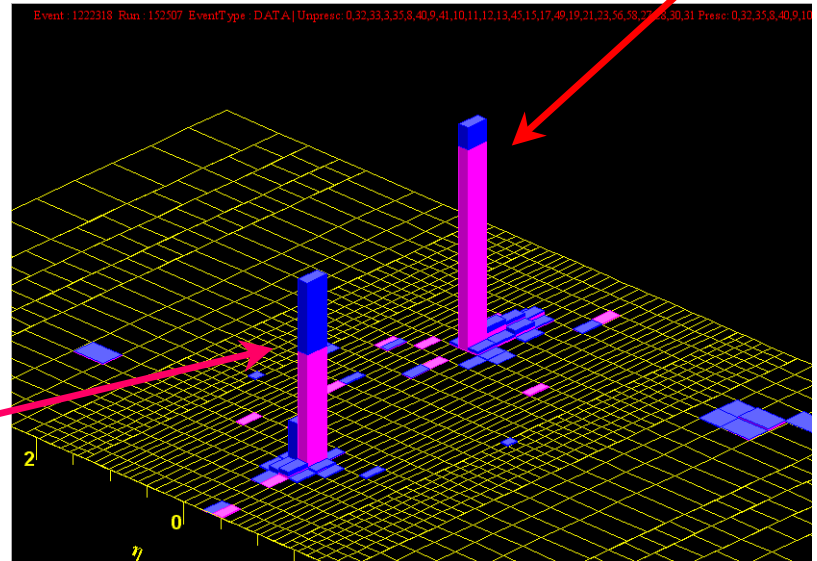 Event : 1222318 Run : 152507 EventType : DATA | Unpresc: 0,32,33,3,35,8,40,9,41,10,11,12,13,45,15,17,49,19,21,23,56,58,27,28,30,31 Presc: 0,32,35,8,40,9,10
2
0
η